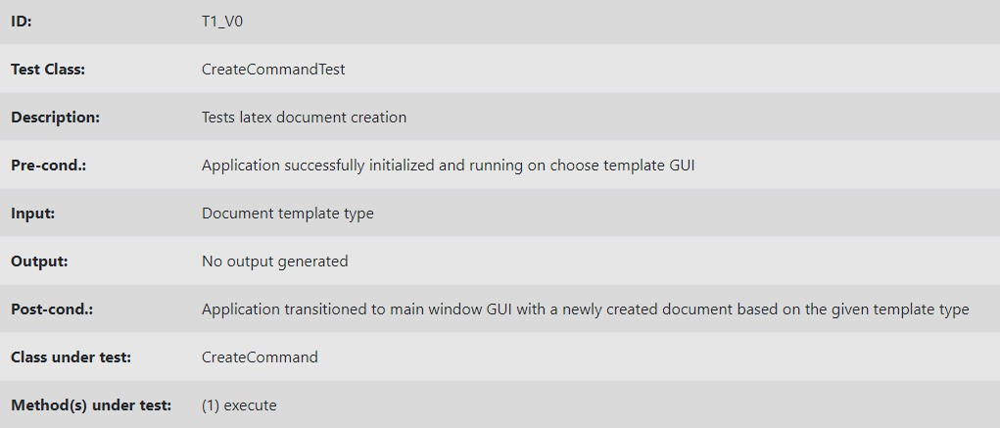 ID: T1_V0
Test Class: CreateCommandTest
Description: Tests latex document creation
Pre-cond.: Application successfully initialized and running on choose template GUI
Input: Document template type
Output: No output generated
Post-cond.: Application transitioned to main window GUI with a newly created document based on the given template type
Class under test: CreateCommand
Method(s) under test: (1) execute